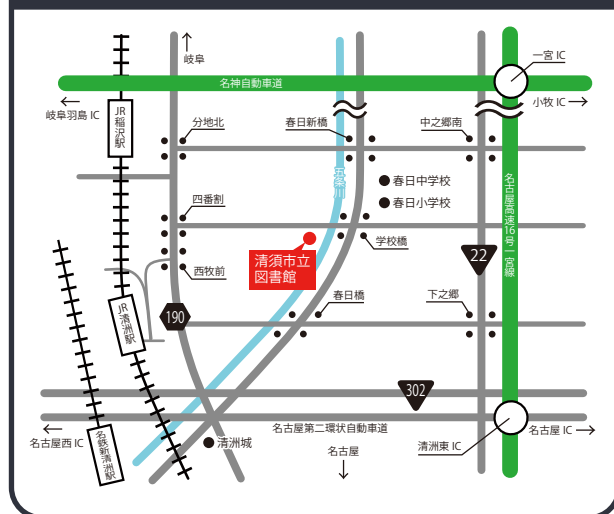 岐阜
一宮 IC
名神自動車道
岐阜羽島 IC
小牧 IC
JR
稲沢駅
分地北
春日新橋
中之郷南
五条川
春日中学校
春日小学校
名古屋高速16号一宮線
四番割
学校橋
清須市立
図書館
22
西牧前
190
JR
清洲駅
春日橋
下之郷
302
名古屋第二環状自動車道
名古屋西 IC
名鉄新清洲駅
清洲城
名古屋
清洲東 IC
名古屋 IC